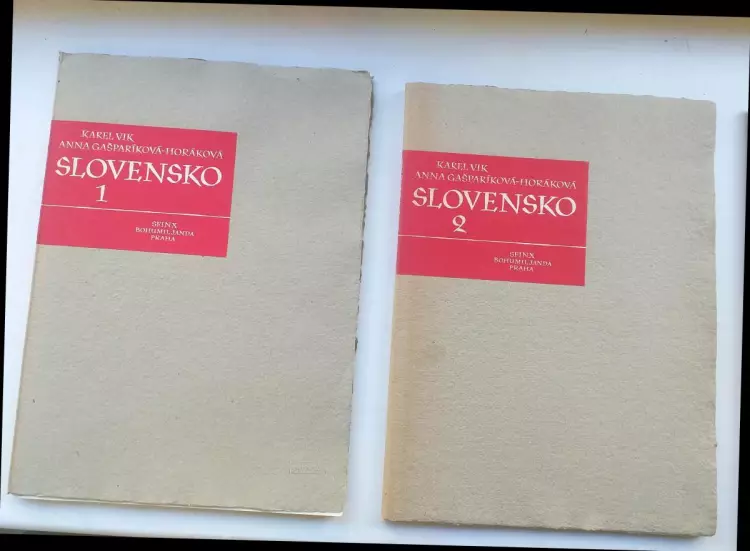 KAREL VIK
ANNA GAŠPARÍKOVÁ-HORÁKOVÁ
SLOVENSKO
1
SFINX
BOHUMIL JANDA
PRAHA
KAREL VIK
ANNA GAŠPARÍKOVÁ-HORÁKOVÁ
SLOVENSKO
2
SFINX
BOHUMIL JANDA
PRAHA